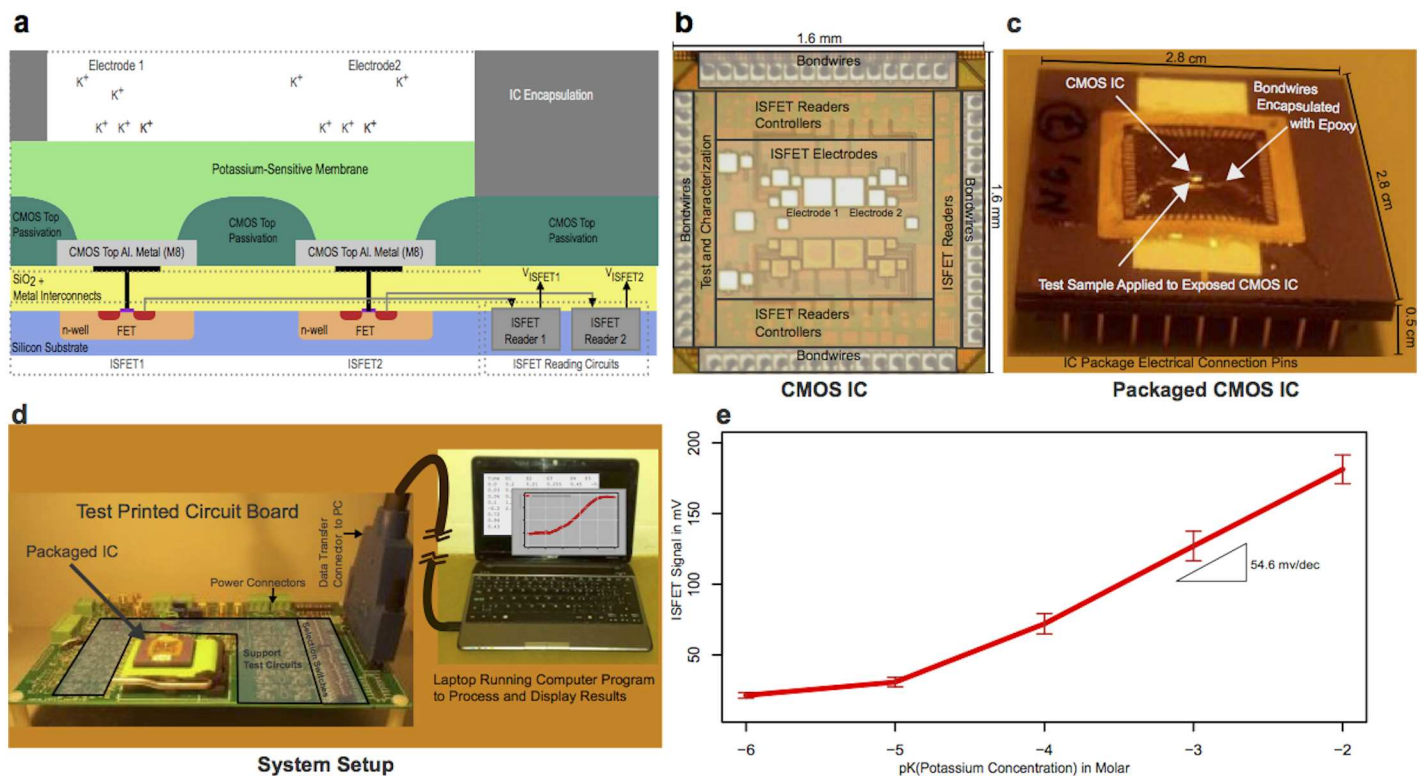 a
Electrode 1
Electrode2
K+
K+
K+
K+
K+
K+ K+ K+
K+ K+ K+
IC Encapsulation
Potassium-Sensitive Membrane
CMOS Top
Passivation
CMOS Top
Passivation
CMOS Top
Passivation
CMOS Top Al. Metal (M8)
CMOS Top Al. Metal (M8)
SiO2 +
Metal Interconnects
VISFET1
VISFET2
n-well
FET
n-well
FET
ISFET
Reader 1
ISFET
Reader 2
Silicon Substrate
ISFET1
ISFET2
ISFET Reading Circuits
b
1.6 mm
Bondwires
Bondwires
Test and Characterization
ISFET Readers
Controllers
ISFET Electrodes
Electrode 1
Electrode 2
ISFET Readers
Controllers
ISFET Readers
Bondwires
1.6 mm
Bondwires
CMOS IC
c
2.8 cm
CMOS IC
Bondwires
Encapsulated
with Epoxy
2.8 cm
Test Sample Applied to Exposed CMOS IC
0.5 cm
IC Package Electrical Connection Pins
Packaged CMOS IC
d
Test Printed Circuit Board
Packaged IC
Power Connectors
Data Transfer
Connector to PC
Support
Test Circuits
Selection Switches
Laptop Running Computer Program
to Process and Display Results
System Setup
e
ISFET Signal in mV
200
150
100
50
54.6 mv/dec
−6 −5 −4 −3 −2
pK(Potassium Concentration) in Molar